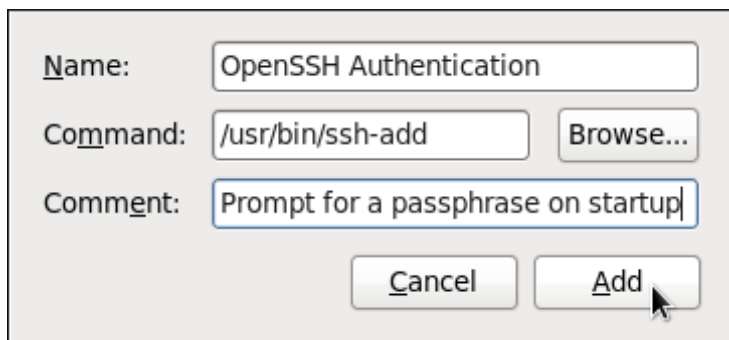 Name: OpenSSH Authentication
Command: /usr/bin/ssh-add Browse...
Comment: Prompt for a passphrase on startup
Cancel Add